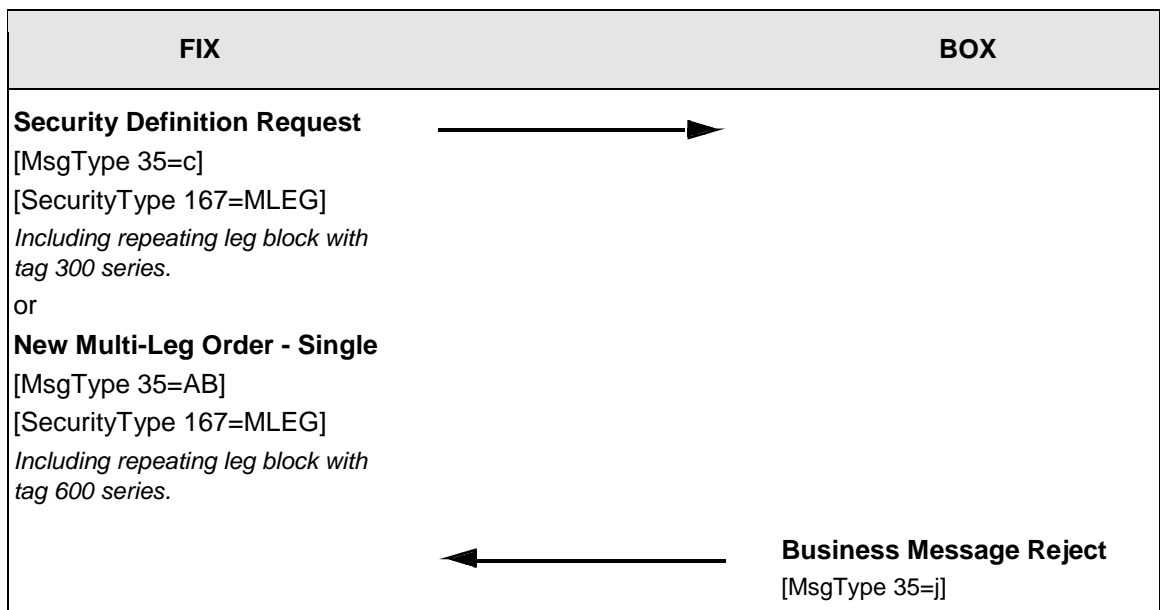 FIX
BOX
Security Definition Request
[MsgType 35=c]
[SecurityType 167=MLEG]
Including repeating leg block with
tag 300 series.
or
New Multi-Leg Order - Single
[MsgType 35=AB]
[SecurityType 167=MLEG]
Including repeating leg block with
tag 600 series.
Business Message Reject
[MsgType 35=j]